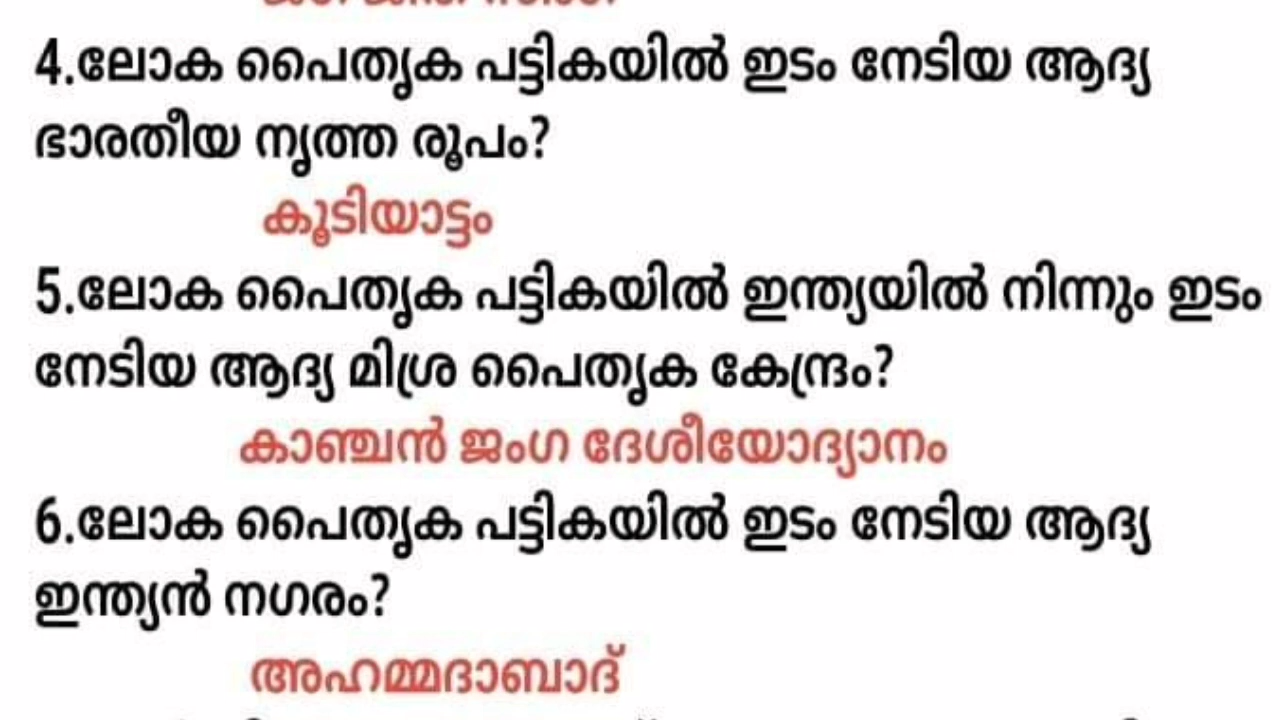 4.ലോക പൈതൃക പട്ടികയിൽ ഇടം നേടിയ ആദ്യ
ഭാരതീയ നൃത്ത രൂപം?
കൂടിയാട്ടം
5.ലോക പൈതൃക പട്ടികയിൽ ഇന്ത്യയിൽ നിന്നും ഇടം
നേടിയ ആദ്യ മിശ്ര പൈതൃക കേന്ദ്രം?
കാഞ്ചൻ ജംഗ ദേശീയോദ്യാനം
6.ലോക പൈതൃക പട്ടികയിൽ ഇടം നേടിയ ആദ്യ
ഇന്ത്യൻ നഗരം?
അഹമ്മദാബാദ്